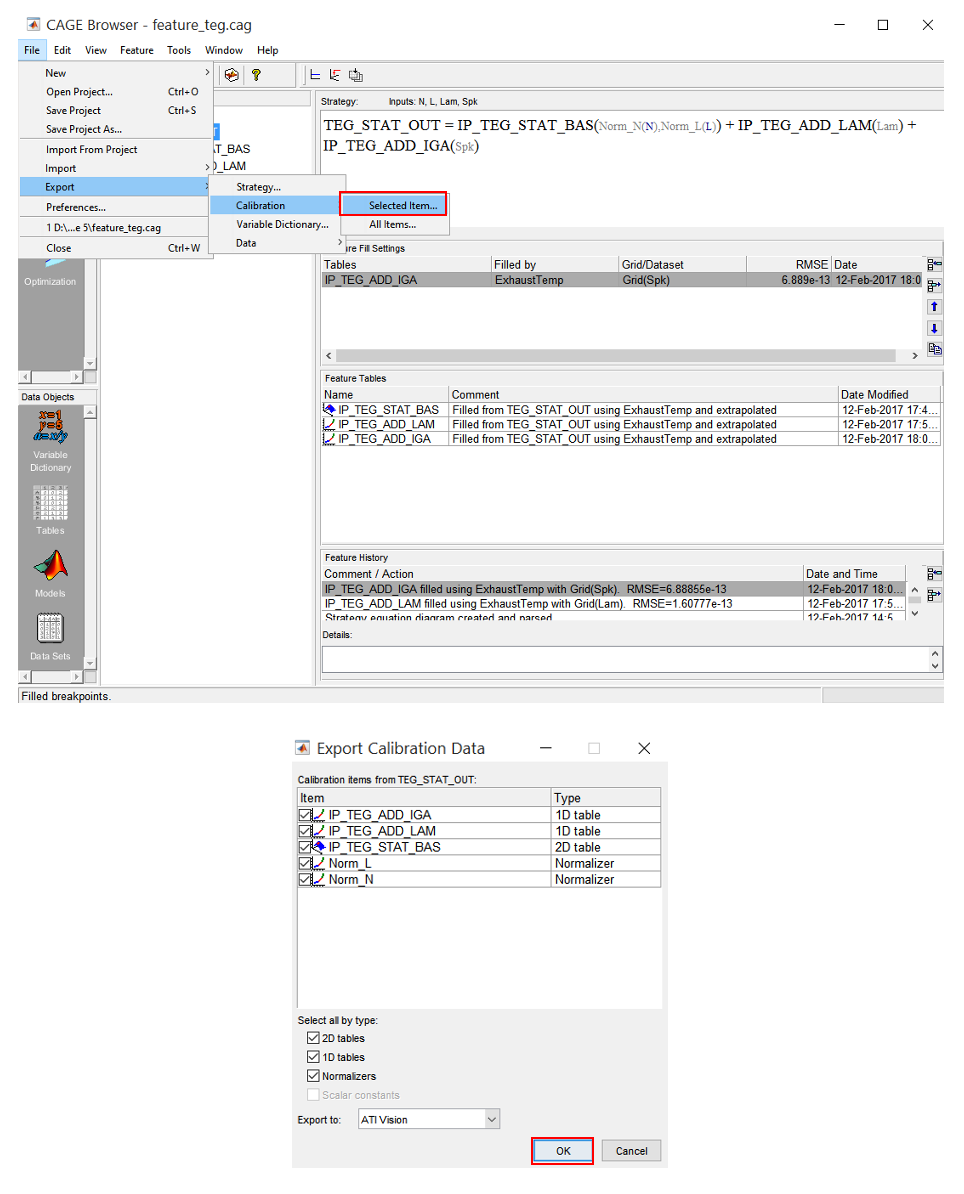 CAGE Browser - feature_teg.cag
File Edit View Feature Tools Window Help
New
Open Project... Ctrl+O
Save Project Ctrl+S
Save Project As...
Import From Project
Import
Export
Preferences...
1 D:\...e 5\feature_teg.cag
Close Ctrl+W
Strategy...
Calibration
Variable Dictionary...
Data
Selected Item...
All Items...
T_BAS
D_LAM
Strategy: Inputs: N, L, Lam, Spk
TEG_STAT_OUT = IP_TEG_STAT_BAS(Norm_N(N),Norm_L(L)) + IP_TEG_ADD_LAM(Lam) +
IP_TEG_ADD_IGA(Spk)
Fill Settings
Tables Filled by Grid/Dataset RMSE Date
IP_TEG_ADD_IGA ExhaustTemp Grid(Spk) 6.889e-13 12-Feb-2017 18:0
Feature Tables
Name Comment Date Modified
IP_TEG_STAT_BAS Filled from TEG_STAT_OUT using ExhaustTemp and extrapolated 12-Feb-2017 17:4...
IP_TEG_ADD_LAM Filled from TEG_STAT_OUT using ExhaustTemp and extrapolated 12-Feb-2017 17:5...
IP_TEG_ADD_IGA Filled from TEG_STAT_OUT using ExhaustTemp and extrapolated 12-Feb-2017 18:0...
Feature History
Comment / Action Date and Time
IP_TEG_ADD_IGA filled using ExhaustTemp with Grid(Spk). RMSE=6.88855e-13 12-Feb-2017 18:0...
IP_TEG_ADD_LAM filled using ExhaustTemp with Grid(Lam). RMSE=1.60777e-13 12-Feb-2017 17:5...
Strategy equation diagram created and parsed 12-Feb-2017 14:5
Details:
Optimization
Data Objects
x=1
y=5
a=x/y
Variable
Dictionary
Tables
Models
Data Sets
Filled breakpoints.
Export Calibration Data
Calibration items from TEG_STAT_OUT:
Item Type
IP_TEG_ADD_IGA 1D table
IP_TEG_ADD_LAM 1D table
IP_TEG_STAT_BAS 2D table
Norm_L Normalizer
Norm_N Normalizer
Select all by type:
2D tables
1D tables
Normalizers
Scalar constants
Export to: ATI Vision
OK Cancel